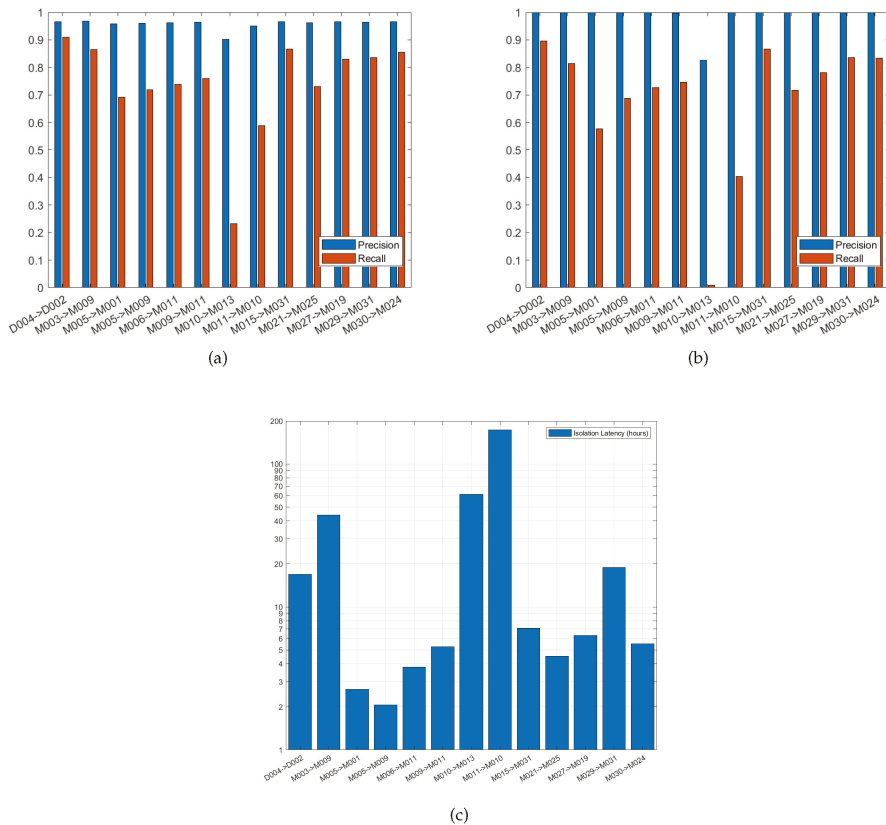 1
0.9
0.8
0.7
0.6
0.5
0.4
0.3
0.2
0.1
0
Precision
Recall
D004->D002
M003->M009
M005->M001
M005->M009
M006->M011
M009->M011
M010->M013
M011->M010
M015->M031
M021->M025
M027->M019
M029->M031
M030->M024
(a)
1
0.9
0.8
0.7
0.6
0.5
0.4
0.3
0.2
0.1
0
Precision
Recall
D004->D002
M003->M009
M005->M001
M005->M009
M006->M011
M009->M011
M010->M013
M011->M010
M015->M031
M021->M025
M027->M019
M029->M031
M030->M024
(b)
200
100
90
80
70
60
50
40
30
20
10
9
8
7
6
5
4
3
2
1
Isolation Latency (hours)
D004->D002
M003->M009
M005->M001
M005->M009
M006->M011
M009->M011
M010->M013
M011->M010
M015->M031
M021->M025
M027->M019
M029->M031
M030->M024
(c)